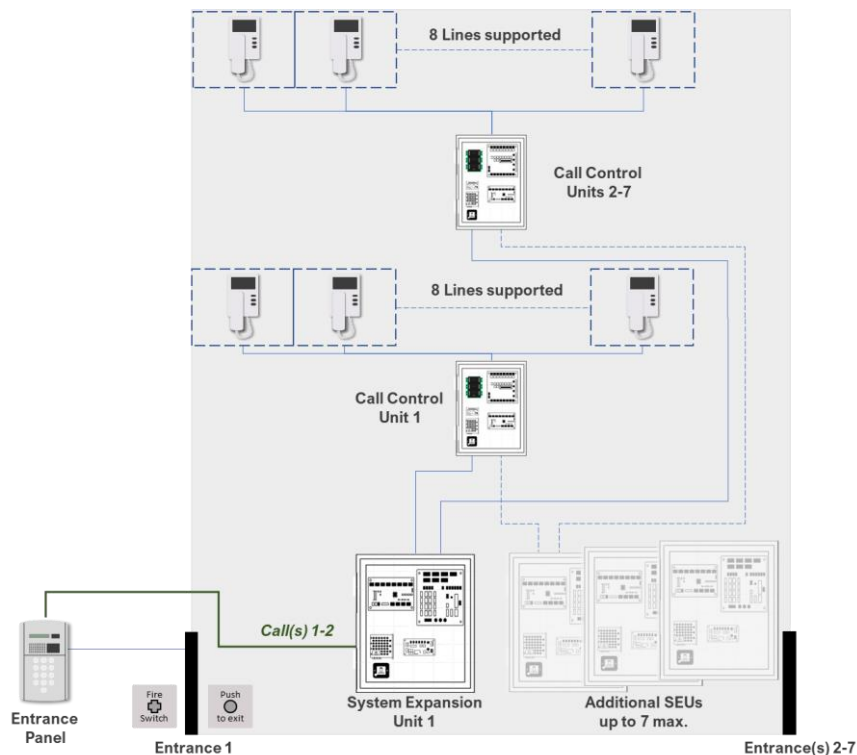 8 Lines supported
Call Control
Units 2-7
8 Lines supported
Call Control
Unit 1
Call(s) 1-2
Entrance
Panel
Fire
Switch
Push
to exit
Entrance 1
System Expansion
Unit 1
Additional SEUs
up to 7 max.
Entrance(s) 2-7